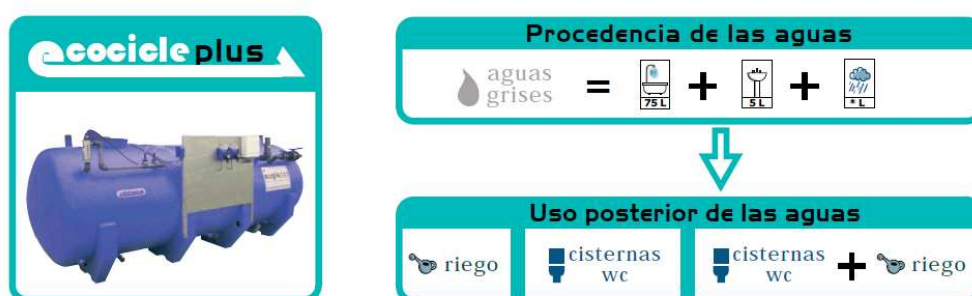 ecocicle plus
Procedencia de las aguas
aguas
grises
=
75 L
+
5 L
+
* L
Uso posterior de las aguas
riego
cisternas
wc
cisternas
wc
+
riego